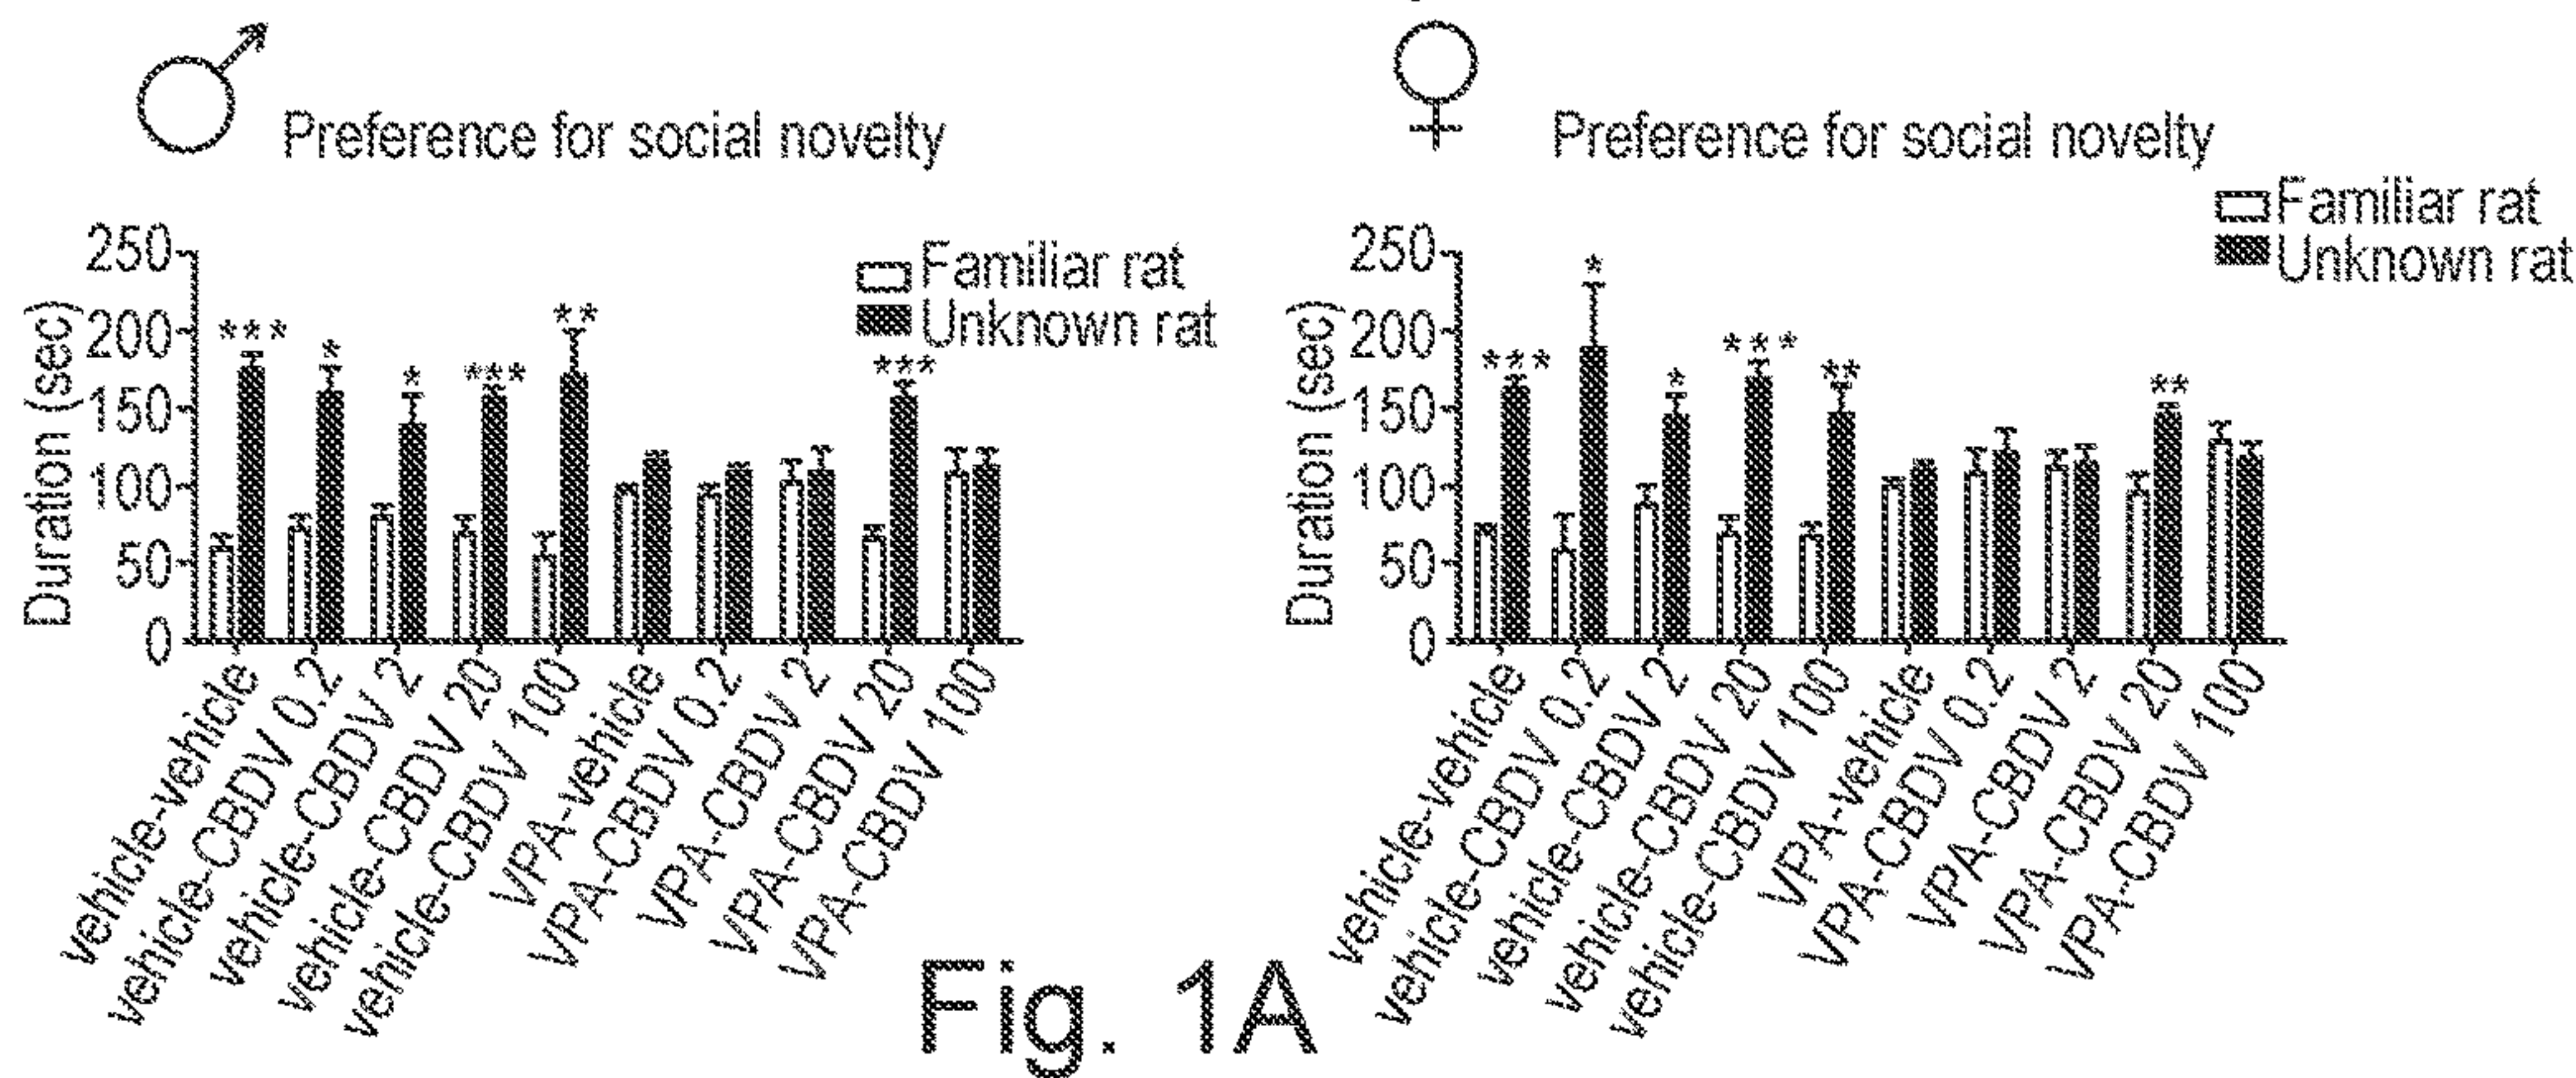 ♂
Preference for social novelty
Familiar rat
Unknown rat
Duration (sec)
250
200
150
100
50
0
*** * * *** ** ***
vehicle-vehicle
vehicle-CBDV 0.2
vehicle-CBDV 2
vehicle-CBDV 20
vehicle-CBDV 100
VPA-vehicle
VPA-CBDV 0.2
VPA-CBDV 2
VPA-CBDV 20
VPA-CBDV 100
♀
Preference for social novelty
Familiar rat
Unknown rat
Duration (sec)
250
200
150
100
50
0
*** * * *** ** **
vehicle-vehicle
vehicle-CBDV 0.2
vehicle-CBDV 2
vehicle-CBDV 20
vehicle-CBDV 100
VPA-vehicle
VPA-CBDV 0.2
VPA-CBDV 2
VPA-CBDV 20
VPA-CBDV 100
Fig. 1A